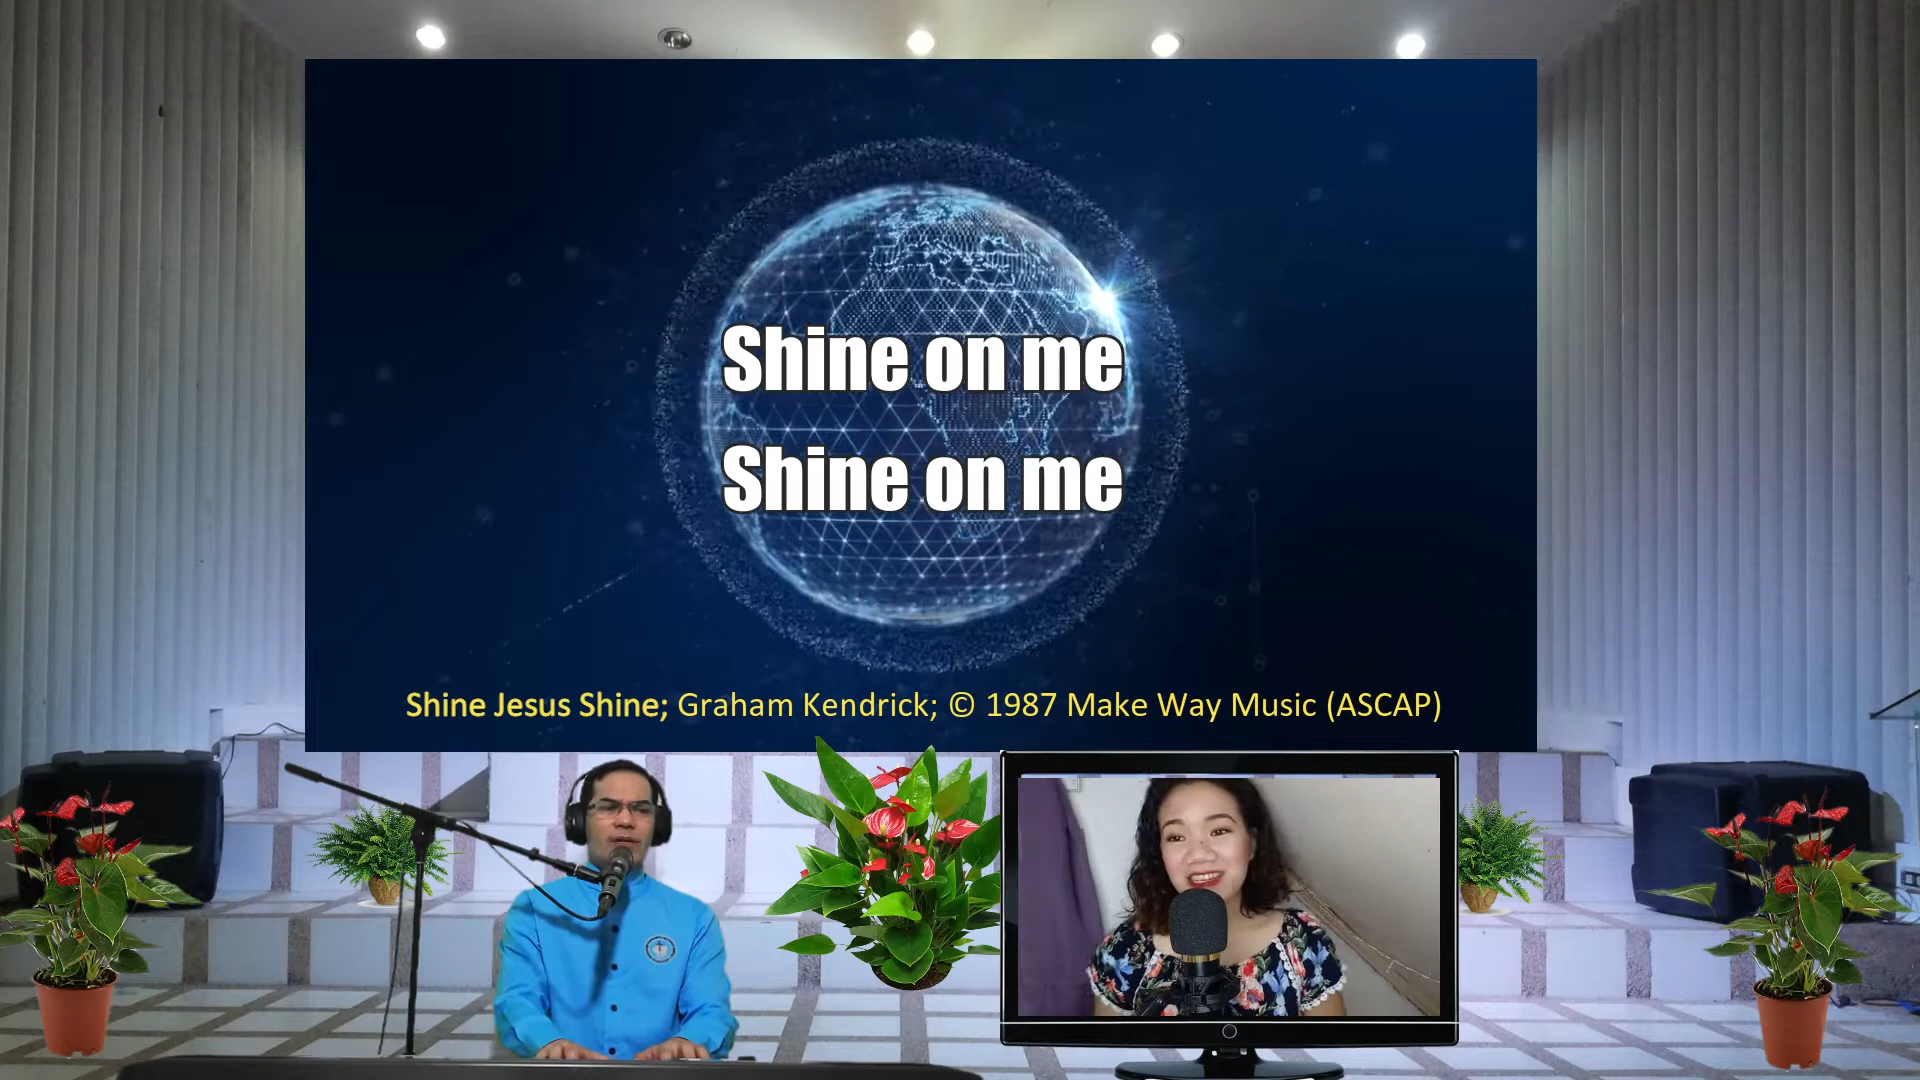 Shine on me
Shine on me
Shine Jesus Shine; Graham Kendrick; © 1987 Make Way Music (ASCAP)